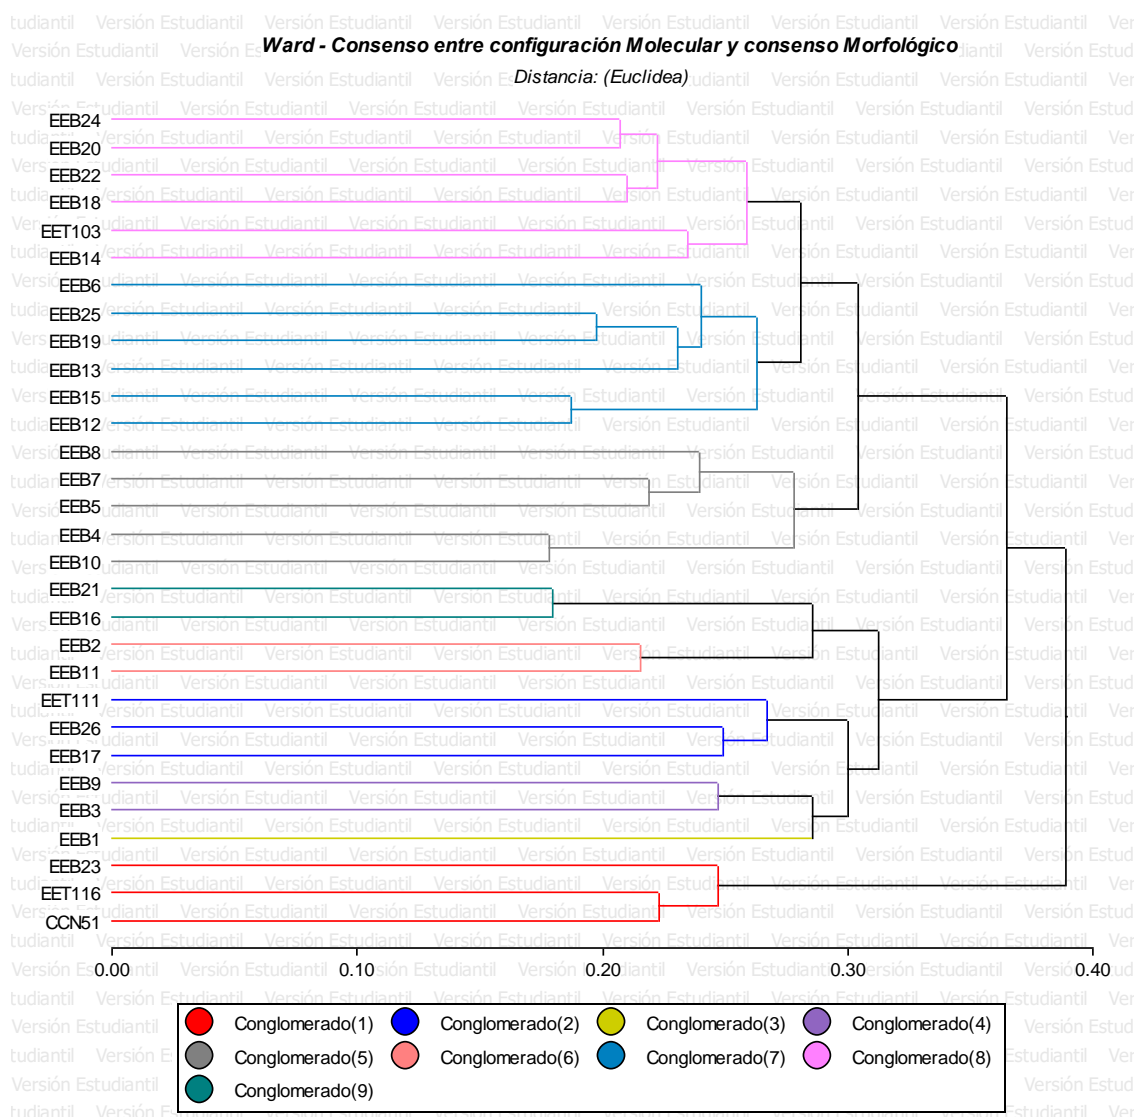 Ward - Consenso entre configuración Molecular y consenso Morfológico
Distancia: (Euclidea)
EEB24
EEB20
EEB22
EEB18
EET103
EEB14
EEB6
EEB25
EEB19
EEB13
EEB15
EEB12
EEB8
EEB7
EEB5
EEB4
EEB10
EEB21
EEB16
EEB2
EEB11
EET111
EEB26
EEB17
EEB9
EEB3
EEB1
EEB23
EET116
CCN51
0.00 0.10 0.20 0.30 0.40
Conglomerado(1) Conglomerado(2) Conglomerado(3) Conglomerado(4)
Conglomerado(5) Conglomerado(6) Conglomerado(7) Conglomerado(8)
Conglomerado(9)
Versión Estudiantil